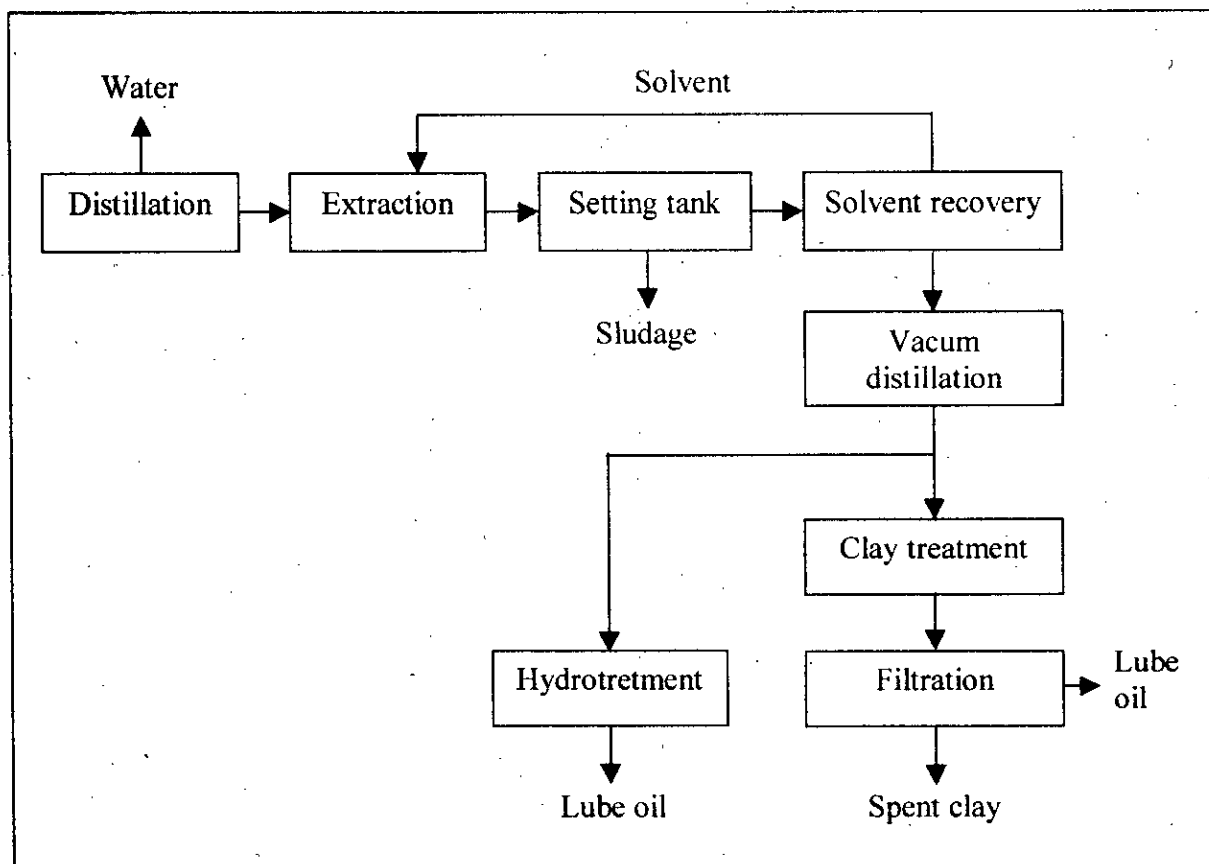 Water
Solvent
Distillation
Extraction
Setting tank
Solvent recovery
Sludage
Vacum
distillation
Clay treatment
Hydrotretment
Filtration
Lube
oil
Lube oil
Spent clay